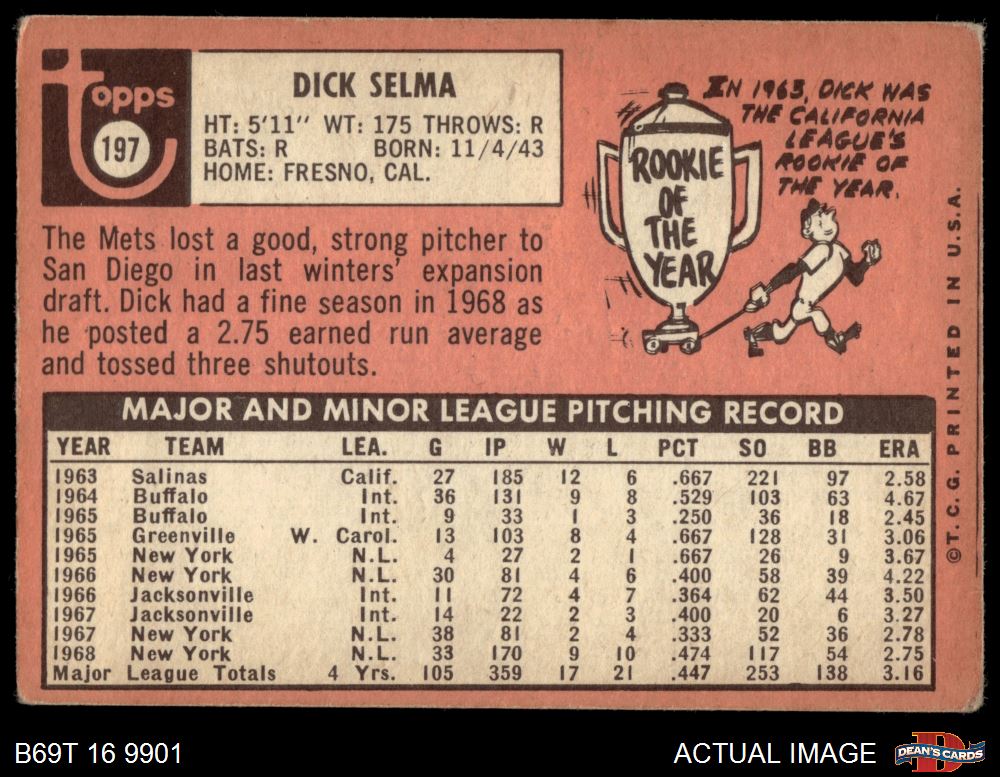 Topps
197
DICK SELMA
HT: 5'11" WT: 175 THROWS: R
BATS: R BORN: 11/4/43
HOME: FRESNO, CAL.
The Mets lost a good, strong pitcher to
San Diego in last winters' expansion
draft. Dick had a fine season in 1968 as
he posted a 2.75 earned run average
and tossed three shutouts.
IN 1963, DICK WAS
THE CALIFORNIA
LEAGUE'S
ROOKIE OF
THE YEAR.
ROOKIE
OF
THE
YEAR
MAJOR AND MINOR LEAGUE PITCHING RECORD
YEAR TEAM LEA. G IP W L PCT SO BB ERA
1963 Salinas Calif. 27 185 12 6 .667 221 97 2.58
1964 Buffalo Int. 36 131 9 8 .529 103 63 4.67
1965 Buffalo Int. 9 33 1 3 .250 36 18 2.45
1965 Greenville W. Carol. 13 103 8 4 .667 128 31 3.06
1965 New York N.L. 4 27 2 1 .667 26 9 3.67
1966 New York N.L. 30 81 4 6 .400 58 39 4.22
1966 Jacksonville Int. 11 72 4 7 .364 62 44 3.50
1967 Jacksonville Int. 14 22 2 3 .400 20 6 3.27
1967 New York N.L. 38 81 2 4 .333 52 36 2.78
1968 New York N.L. 33 170 9 10 .474 117 54 2.75
Major League Totals 4 Yrs. 105 359 17 21 .447 253 138 3.16
©T. C. G. PRINTED IN U.S.A.
B69T 16 9901
ACTUAL IMAGE
DEAN'S CARDS